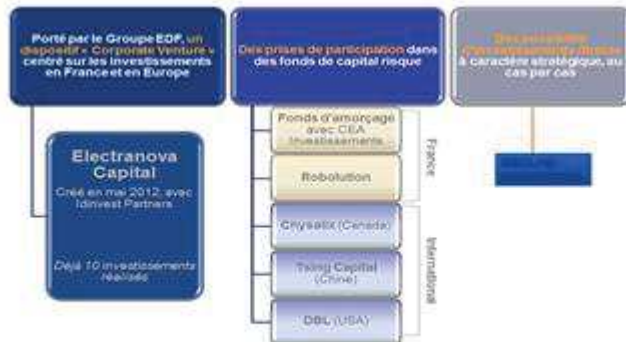 Porté par le Groupe EDF, un
dispositif « Corporate Venture »
centré sur les investissements
en France et en Europe
Electranova
Capital
Créé en mai 2012, avec
Idinvest Partners
Déjà 10 investissements
réalisés
Des prises de participation dans
des fonds de capital risque
Fonds d'amorçage
avec CEA
Investissements
Robolution
Chysalix (Canada)
Tsing Capital
(Chine)
DBL (USA)
France
International
à caractère stratégique, au
cas par cas